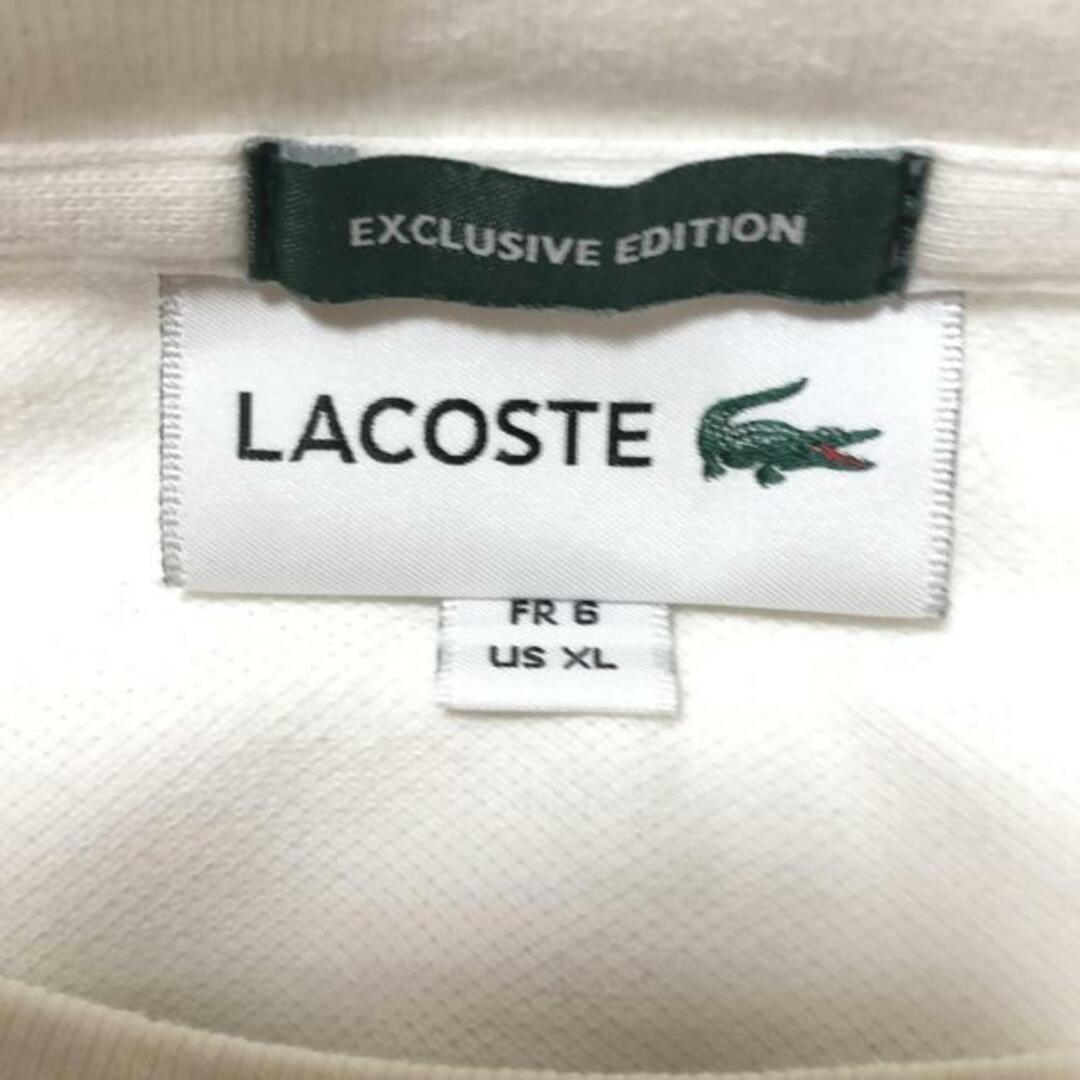 EXCLUSIVE EDITION
LACOSTE
FR 6
US XL